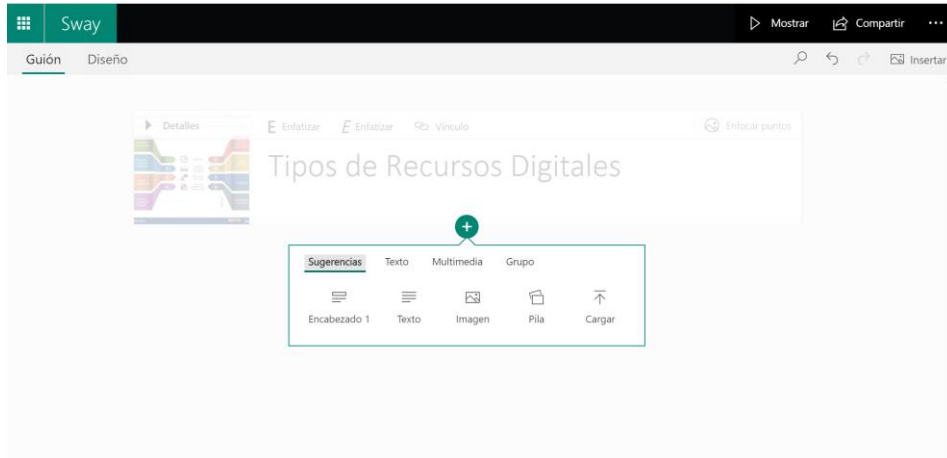 Sway
Mostrar
Compartir
Guión
Diseño
Insertar
Detalles
E Enfatizar
E Enfatizar
Vínculo
Enfocar puntos
Tipos de Recursos Digitales
Sugerencias
Texto
Multimedia
Grupo
Encabezado 1
Texto
Imagen
Pila
Cargar